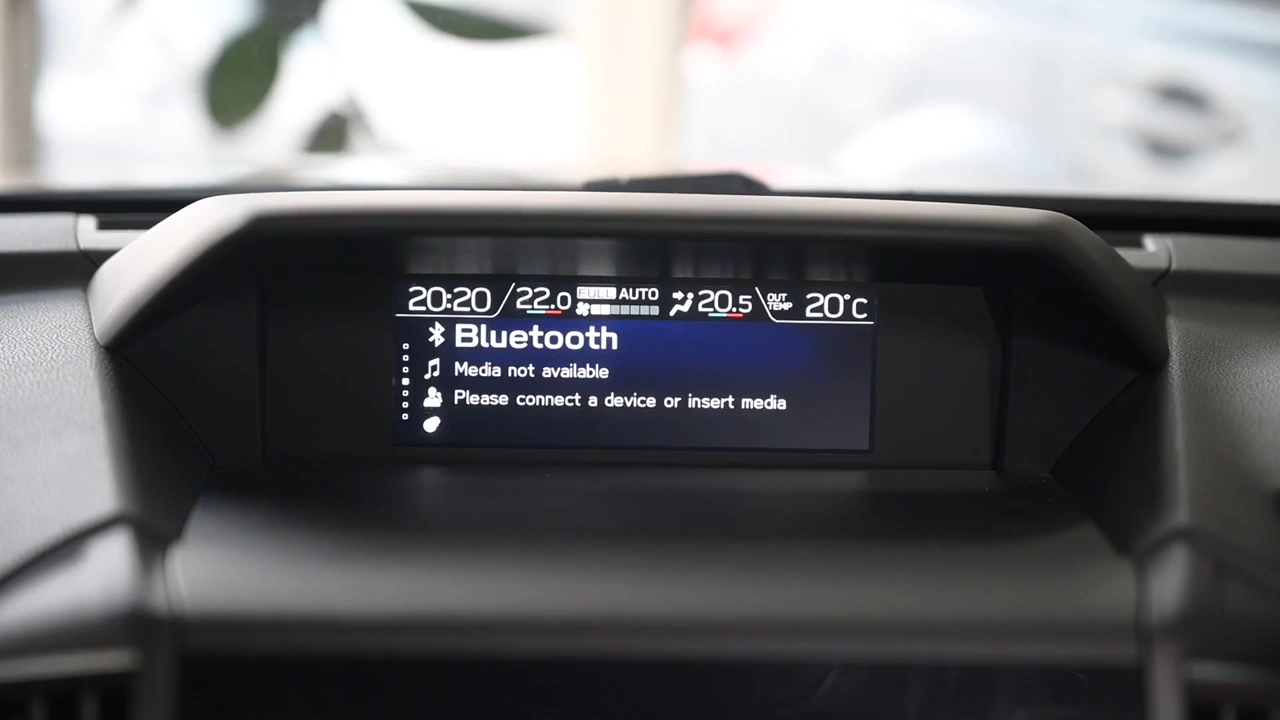 20:20 22.0 FULL AUTO 20.5 OUT TEMP 20°C
Bluetooth
Media not available
Please connect a device or insert media